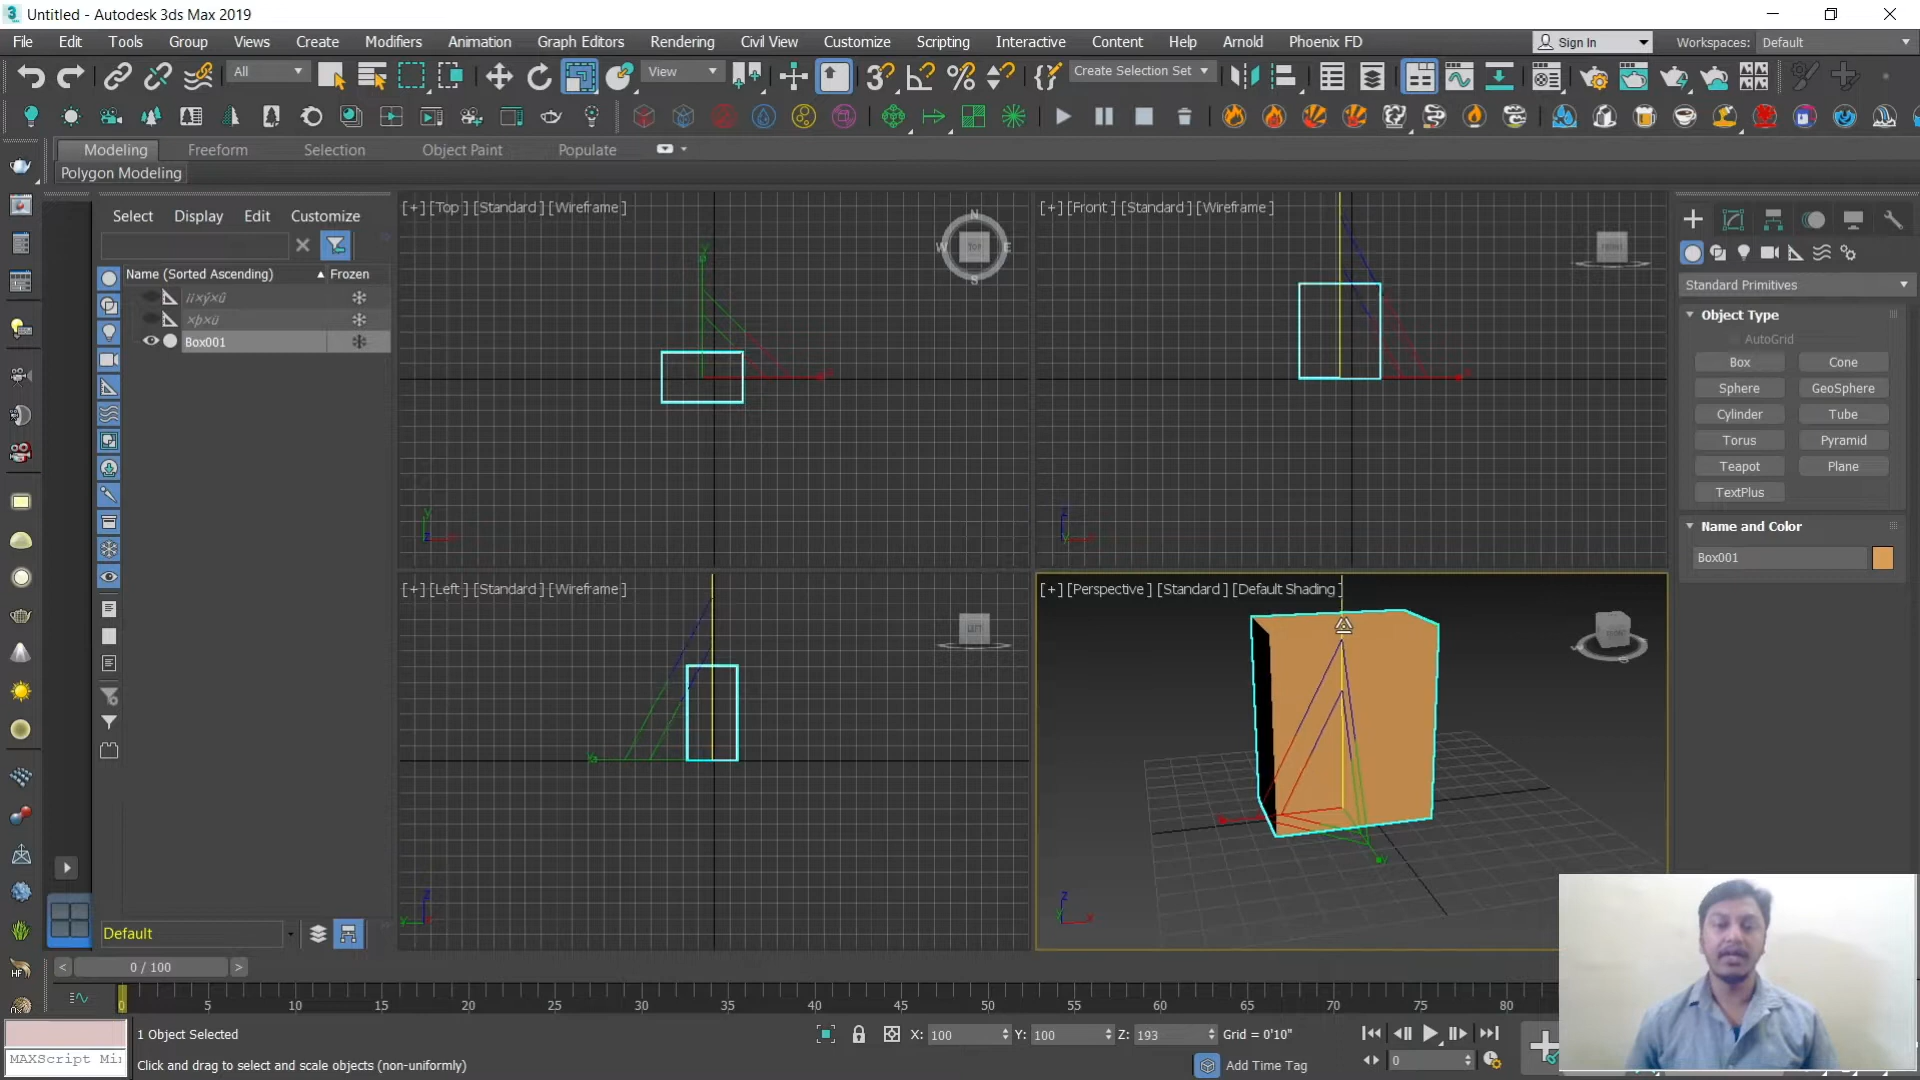 Untitled - Autodesk 3ds Max 2019
File Edit Tools Group Views Create Modifiers Animation Graph Editors Rendering Civil View Customize Scripting Interactive Content Help Arnold Phoenix FD Sign In Workspaces: Default
All View Create Selection Set
Modeling Freeform Selection Object Paint Populate
Polygon Modeling
Select Display Edit Customize
Name (Sorted Ascending) Frozen
Box001
Default
[+] [Top ] [Standard ] [Wireframe ]
N
W TOP E
S
[+] [Front ] [Standard ] [Wireframe ]
FRONT
[+] [Left ] [Standard ] [Wireframe ]
LEFT
[+] [Perspective ] [Standard ] [Default Shading ]
Standard Primitives
Object Type
AutoGrid
Box Cone
Sphere GeoSphere
Cylinder Tube
Torus Pyramid
Teapot Plane
TextPlus
Name and Color
Box001
< 0 / 100 >
0 5 10 15 20 25 30 35 40 45 50 55 60 65 70 75 80
1 Object Selected X: 100 Y: 100 Z: 193 Grid = 0'10"
MAXScript Mi
Click and drag to select and scale objects (non-uniformly) Add Time Tag 0